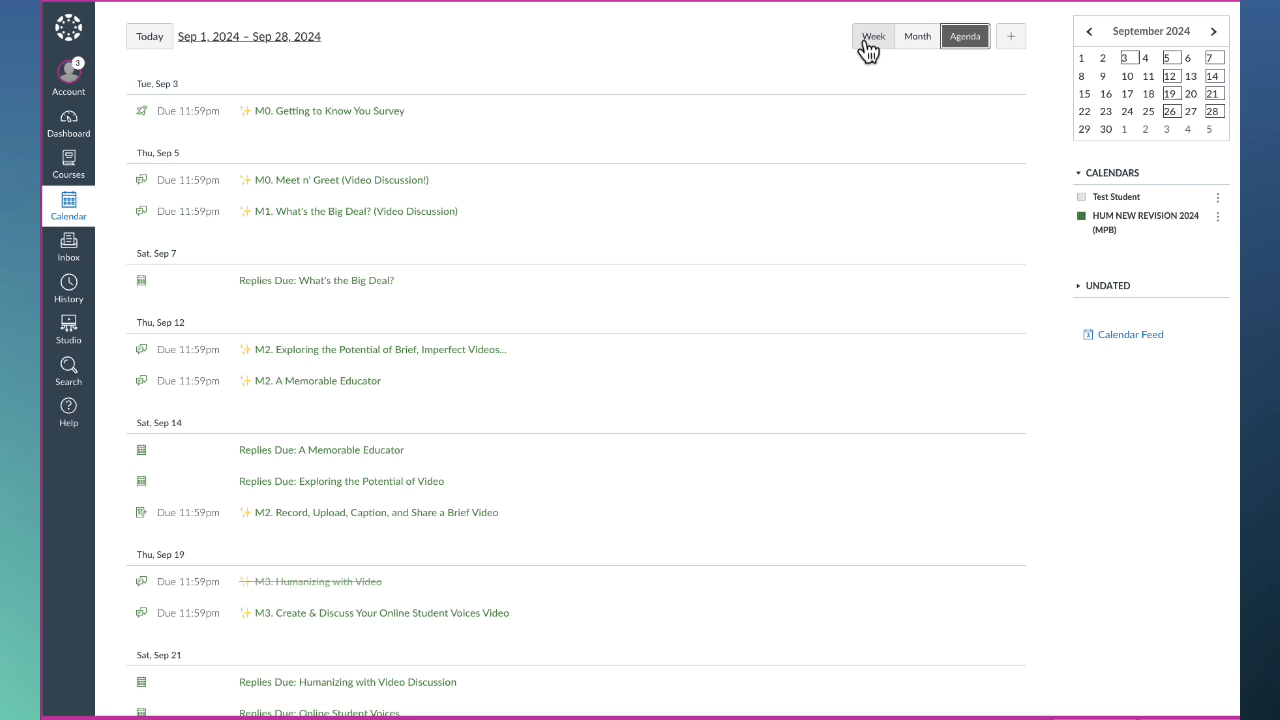 3
Account
Dashboard
Courses
Calendar
Inbox
History
Studio
Search
Help
Today Sep 1, 2024 – Sep 28, 2024 Week Month Agenda +
Tue, Sep 3
Due 11:59pm ✨ M0. Getting to Know You Survey
Thu, Sep 5
Due 11:59pm ✨ M0. Meet n' Greet (Video Discussion!)
Due 11:59pm ✨ M1. What's the Big Deal? (Video Discussion)
Sat, Sep 7
Replies Due: What's the Big Deal?
Thu, Sep 12
Due 11:59pm ✨ M2. Exploring the Potential of Brief, Imperfect Videos...
Due 11:59pm ✨ M2. A Memorable Educator
Sat, Sep 14
Replies Due: A Memorable Educator
Replies Due: Exploring the Potential of Video
Due 11:59pm ✨ M2. Record, Upload, Caption, and Share a Brief Video
Thu, Sep 19
Due 11:59pm ✨ M3. Humanizing with Video
Due 11:59pm ✨ M3. Create & Discuss Your Online Student Voices Video
Sat, Sep 21
Replies Due: Humanizing with Video Discussion
Replies Due: Online Student Voices
September 2024
1 2 3 4 5 6 7
8 9 10 11 12 13 14
15 16 17 18 19 20 21
22 23 24 25 26 27 28
29 30 1 2 3 4 5
CALENDARS
Test Student
HUM NEW REVISION 2024
(MPB)
UNDATED
Calendar Feed